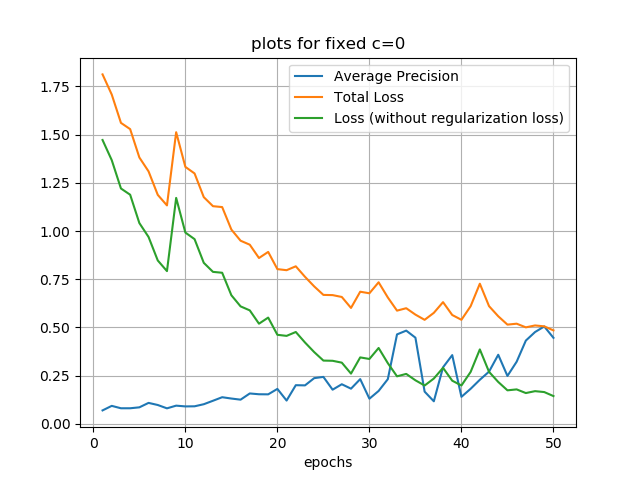 plots for fixed c=0
Average Precision
Total Loss
Loss (without regularization loss)
1.75
1.50
1.25
1.00
0.75
0.50
0.25
0.00
0 10 20 30 40 50
epochs